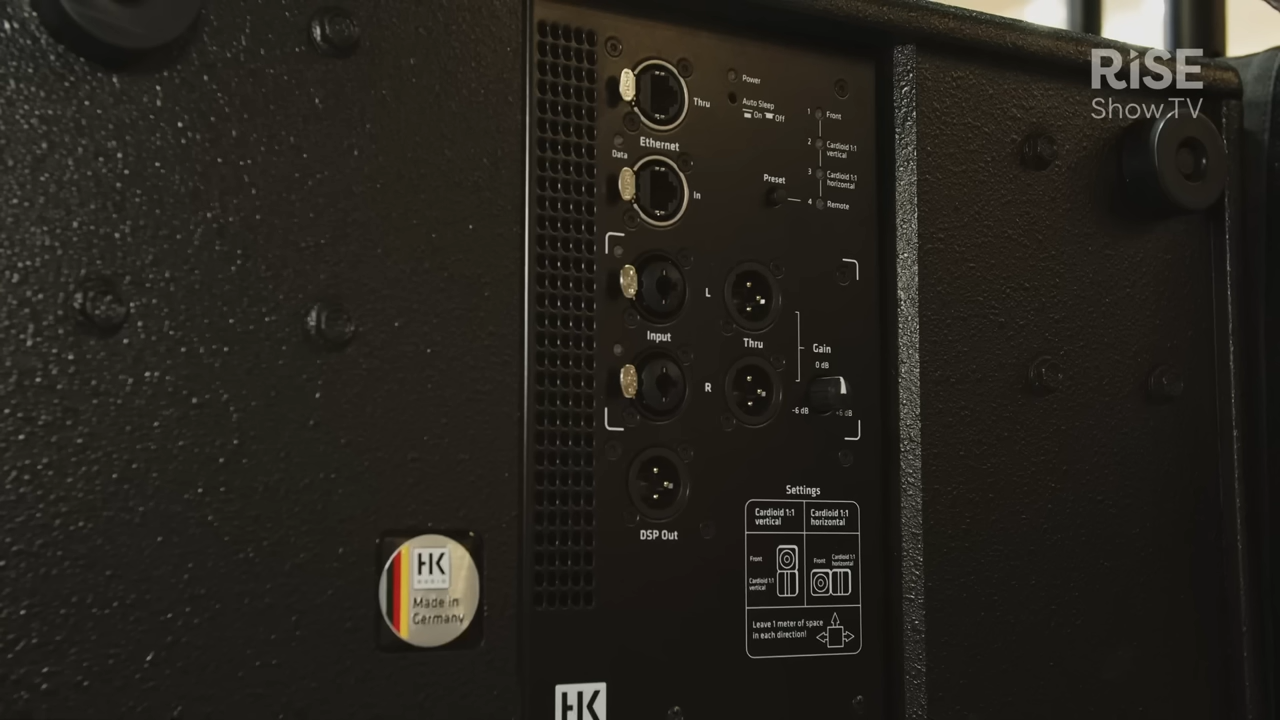 RiSE
Show TV
Thru
Ethernet
Data
In
Power
Auto Sleep
On
Off
1
Front
2
Cardioid 1:1
vertical
3
Cardioid 1:1
horizontal
Preset
4
Remote
L
Input
Thru
R
Gain
0 dB
-6 dB
+6 dB
DSP Out
Settings
Cardioid 1:1
vertical
Cardioid 1:1
horizontal
Front
Cardioid 1:1
vertical
Front
Cardioid 1:1
horizontal
Leave 1 meter of space
in each direction!
HK
Made in
Germany
HK